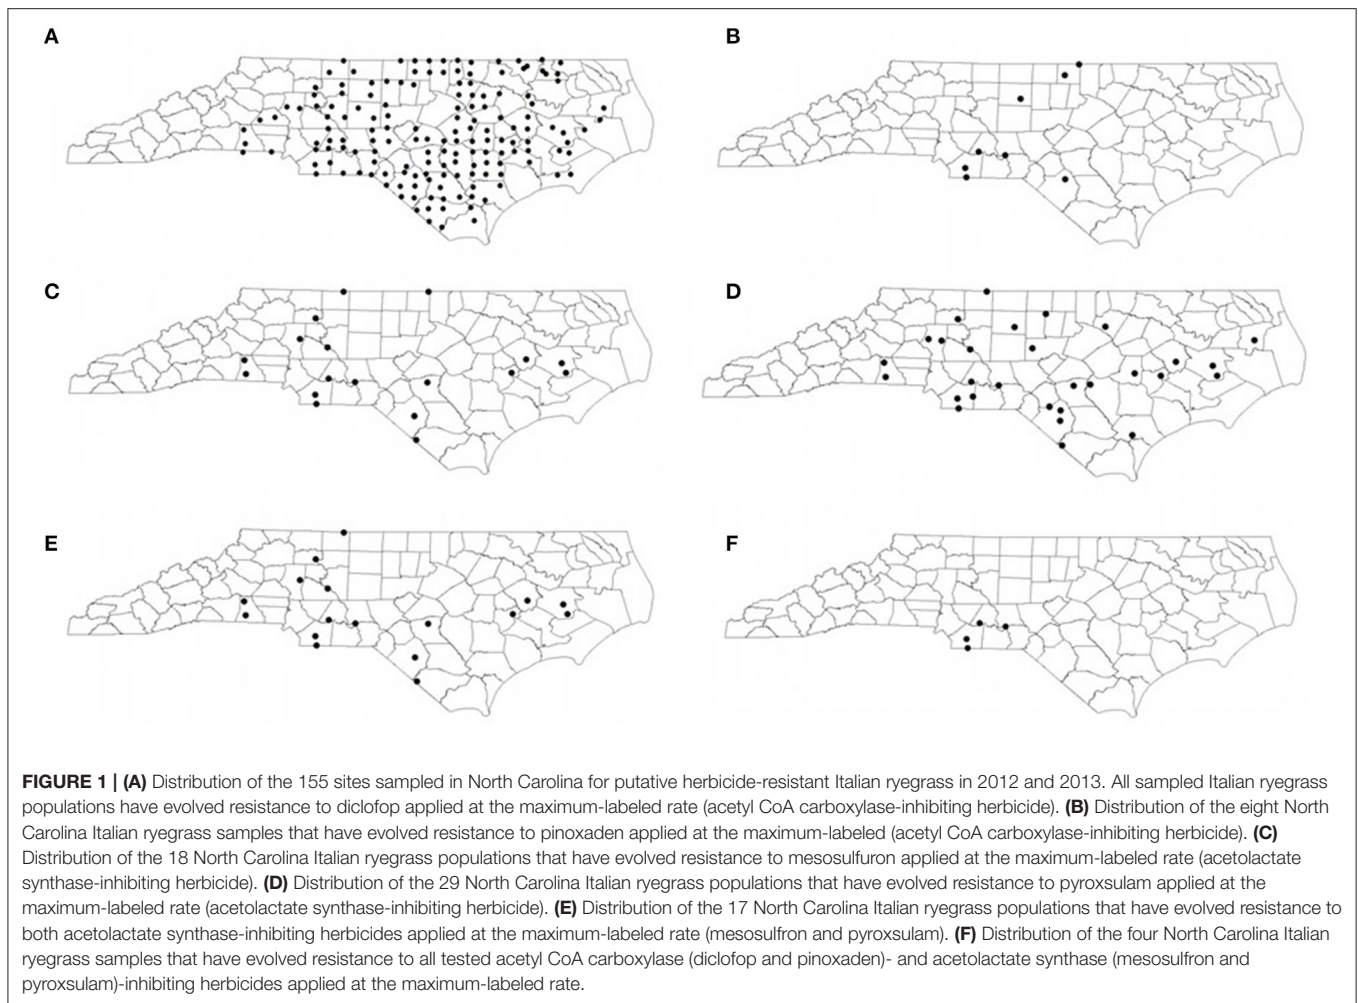 A
B
C
D
E
F
FIGURE 1 | (A) Distribution of the 155 sites sampled in North Carolina for putative herbicide-resistant Italian ryegrass in 2012 and 2013. All sampled Italian ryegrass
populations have evolved resistance to diclofop applied at the maximum-labeled rate (acetyl CoA carboxylase-inhibiting herbicide). (B) Distribution of the eight North
Carolina Italian ryegrass samples that have evolved resistance to pinoxaden applied at the maximum-labeled (acetyl CoA carboxylase-inhibiting herbicide). (C)
Distribution of the 18 North Carolina Italian ryegrass populations that have evolved resistance to mesosulfuron applied at the maximum-labeled rate (acetolactate
synthase-inhibiting herbicide). (D) Distribution of the 29 North Carolina Italian ryegrass populations that have evolved resistance to pyroxsulam applied at the
maximum-labeled rate (acetolactate synthase-inhibiting herbicide). (E) Distribution of the 17 North Carolina Italian ryegrass populations that have evolved resistance to
both acetolactate synthase-inhibiting herbicides applied at the maximum-labeled rate (mesosulfron and pyroxsulam). (F) Distribution of the four North Carolina Italian
ryegrass samples that have evolved resistance to all tested acetyl CoA carboxylase (diclofop and pinoxaden)- and acetolactate synthase (mesosulfron and
pyroxsulam)-inhibiting herbicides applied at the maximum-labeled rate.